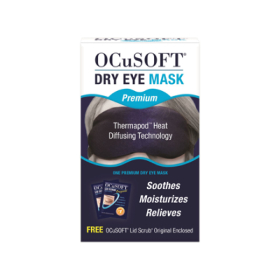 OCuSOFT®
DRY EYE MASK
Premium
Thermapod™ Heat
Diffusing Technology
ONE PREMIUM DRY EYE MASK
Soothes
Moisturizes
Relieves
OCuSOFT
FREE OCuSOFT® Lid Scrub® Original Enclosed